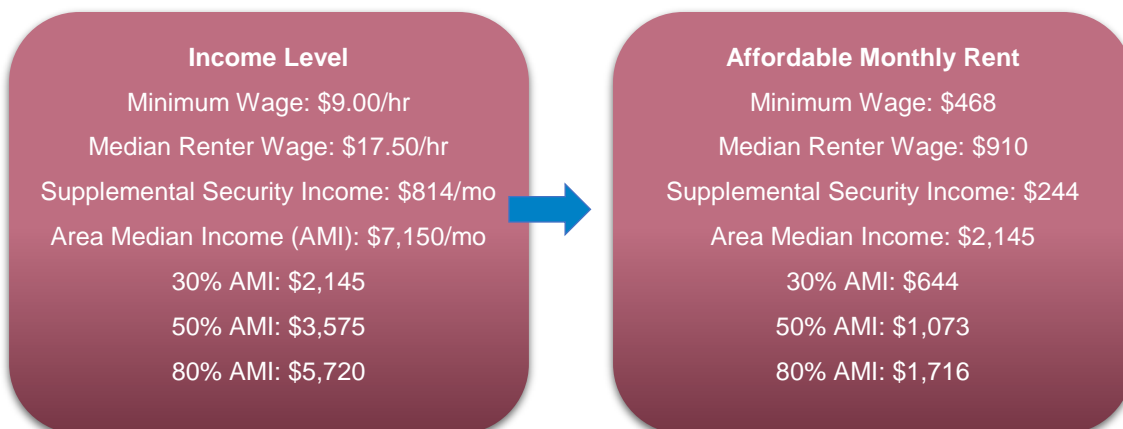 Income Level
Minimum Wage: $9.00/hr
Median Renter Wage: $17.50/hr
Supplemental Security Income: $814/mo
Area Median Income (AMI): $7,150/mo
30% AMI: $2,145
50% AMI: $3,575
80% AMI: $5,720
Affordable Monthly Rent
Minimum Wage: $468
Median Renter Wage: $910
Supplemental Security Income: $244
Area Median Income: $2,145
30% AMI: $644
50% AMI: $1,073
80% AMI: $1,716